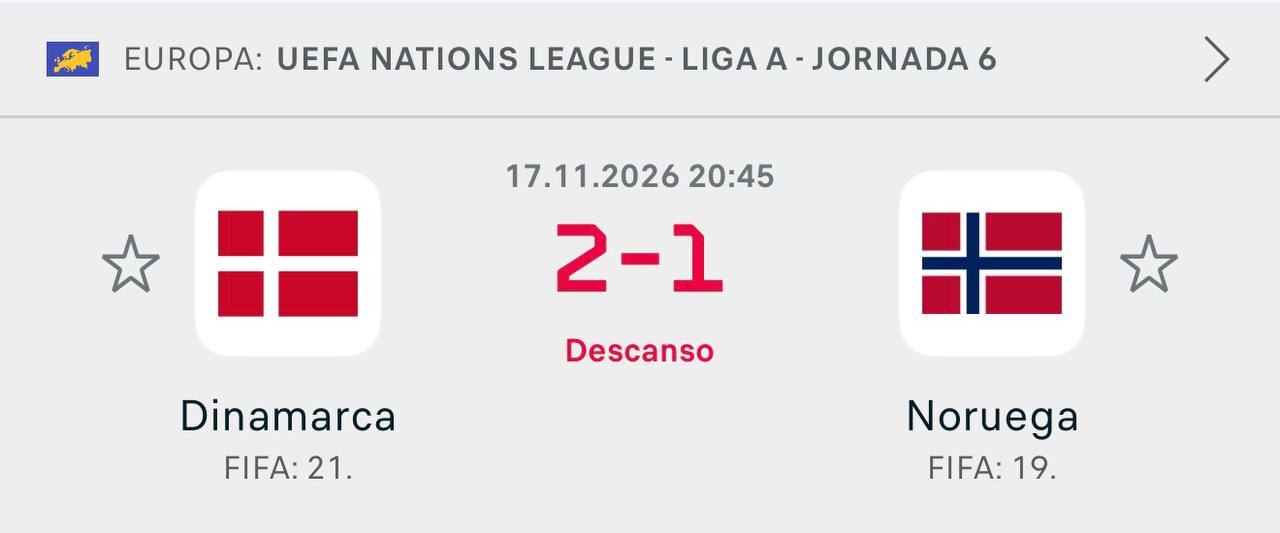 EUROPA: UEFA NATIONS LEAGUE - LIGA A - JORNADA 6
17.11.2026 20:45
2-1
Descanso
Dinamarca
FIFA: 21.
Noruega
FIFA: 19.